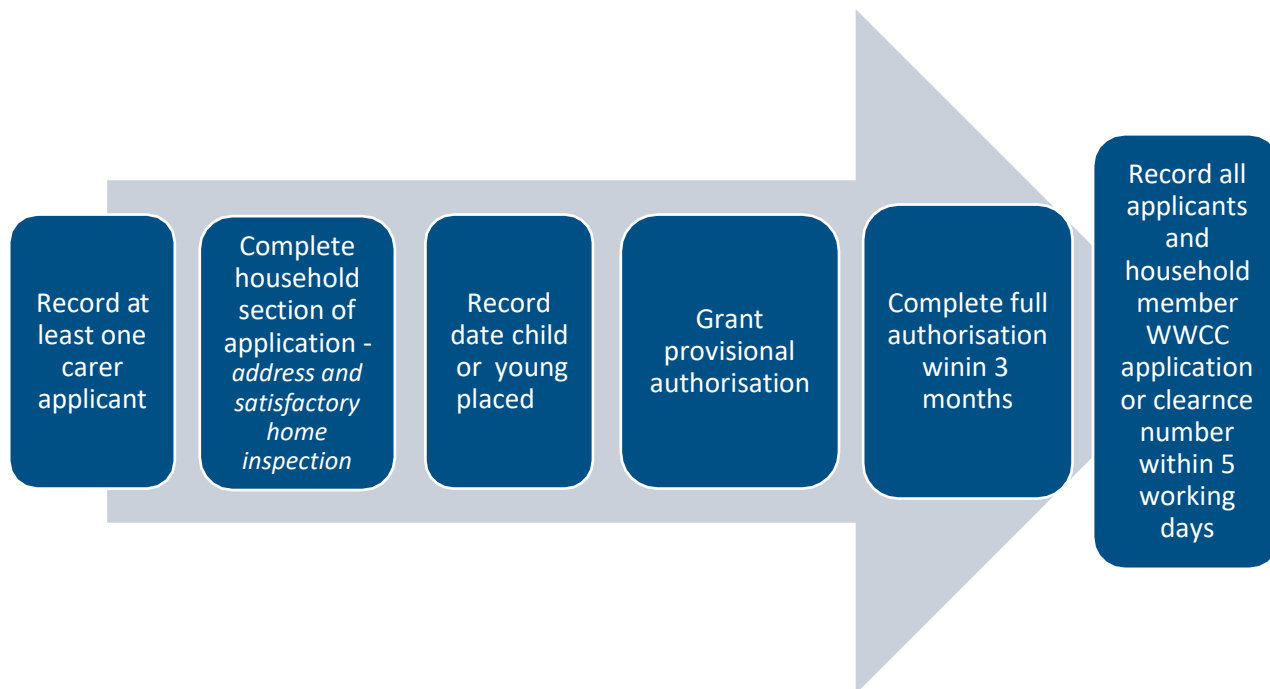 Record at
least one
carer
applicant
Complete
household
section of
application -
address and
satisfactory
home
inspection
Record
date child
or young
placed
Grant
provisional
authorisation
Complete full
authorisation
winin 3
months
Record all
applicants
and
household
member
WWCC
application
or clearnce
number
within 5
working
days